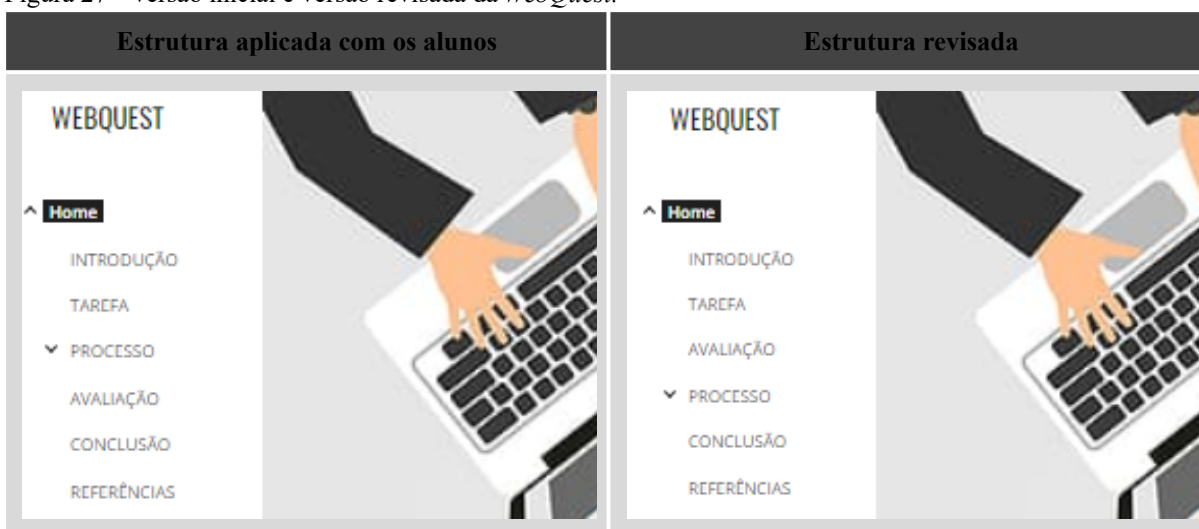 Figura 27 - Versão inicial e versão revisada da WebQuest.
Estrutura aplicada com os alunos
Estrutura revisada
WEBQUEST
Home
INTRODUÇÃO
TAREFA
PROCESSO
AVALIAÇÃO
CONCLUSÃO
REFERÊNCIAS
WEBQUEST
Home
INTRODUÇÃO
TAREFA
AVALIAÇÃO
PROCESSO
CONCLUSÃO
REFERÊNCIAS